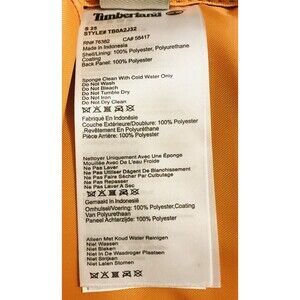 Timberland
S 25
STYLE# TB0A2J32
RN# 76382 CA# 58417
Made in Indonesia
Shell/Lining: 100% Polyester, Polyurethane
Coating
Back Panel: 100% Polyester
Sponge Clean With Cold Water Only
Do Not Wash
Do Not Bleach
Do Not Tumble Dry
Do Not Iron
Do Not Dry Clean
Fabriqué En Indonésie
Couche Extérieure/Doublure: 100% Polyester
,Revêtement En Polyuréthane
Pièce Arrière: 100% Polyester
Nettoyer Uniquement Avec Une Éponge
Mouillée Avec De L'eau Froide
Ne Pas Laver
Ne Pas Utiliser D'agent De Blanchissement
Ne Pas Faire Sécher Par Culbutage
Ne Pas Repasser
Ne Pas Laver A Sec
Gemaakt In Indonesië
Omhulsel/Voering: 100% Polyester,Coating
Van Polyurethaan
Paneel Achterzijde: 100% Polyester
Alleen Met Koud Water Reinigen
Niet Wassen
Niet Bleken
Niet In De Wasdroger Plaatsen
Niet Strijken
Niet Laten Stomen